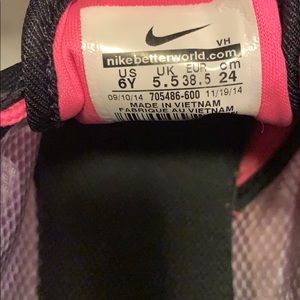 VH
nikebetterworld.com
US UK EUR cm
6Y 5.5 38.5 24
09/10/14 705486-600 11/19/14
MADE IN VIETNAM
FABRIQUE AU VIETNAM